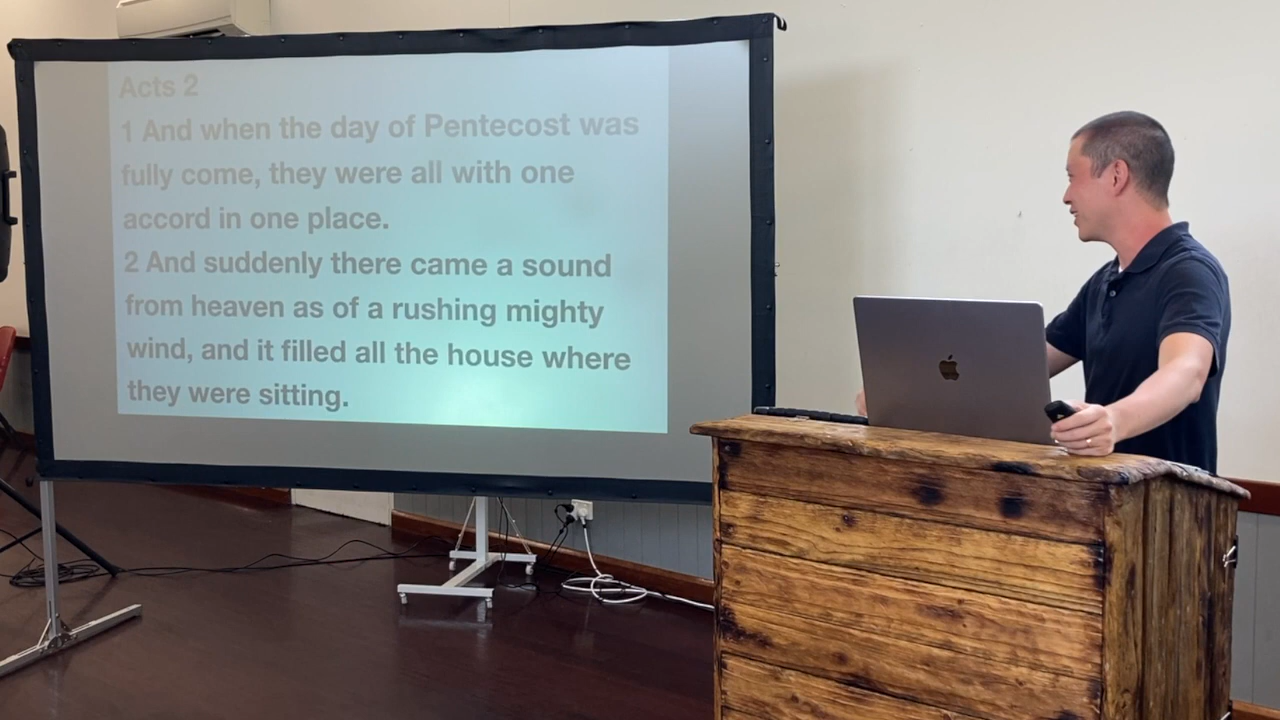 Acts 2
1 And when the day of Pentecost was
fully come, they were all with one
accord in one place.
2 And suddenly there came a sound
from heaven as of a rushing mighty
wind, and it filled all the house where
they were sitting.